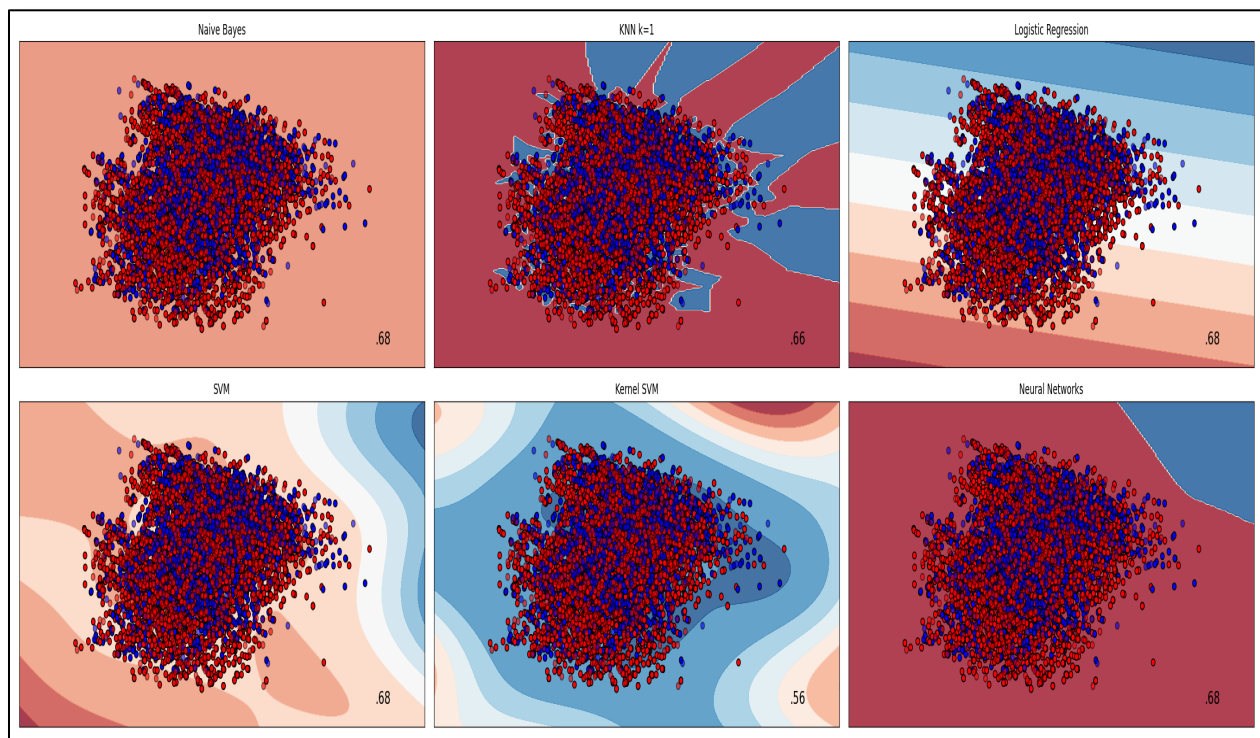 Naive Bayes
KNN k=1
Logistic Regression
.68
.66
.68
SVM
Kernel SVM
Neural Networks
.68
.56
.68